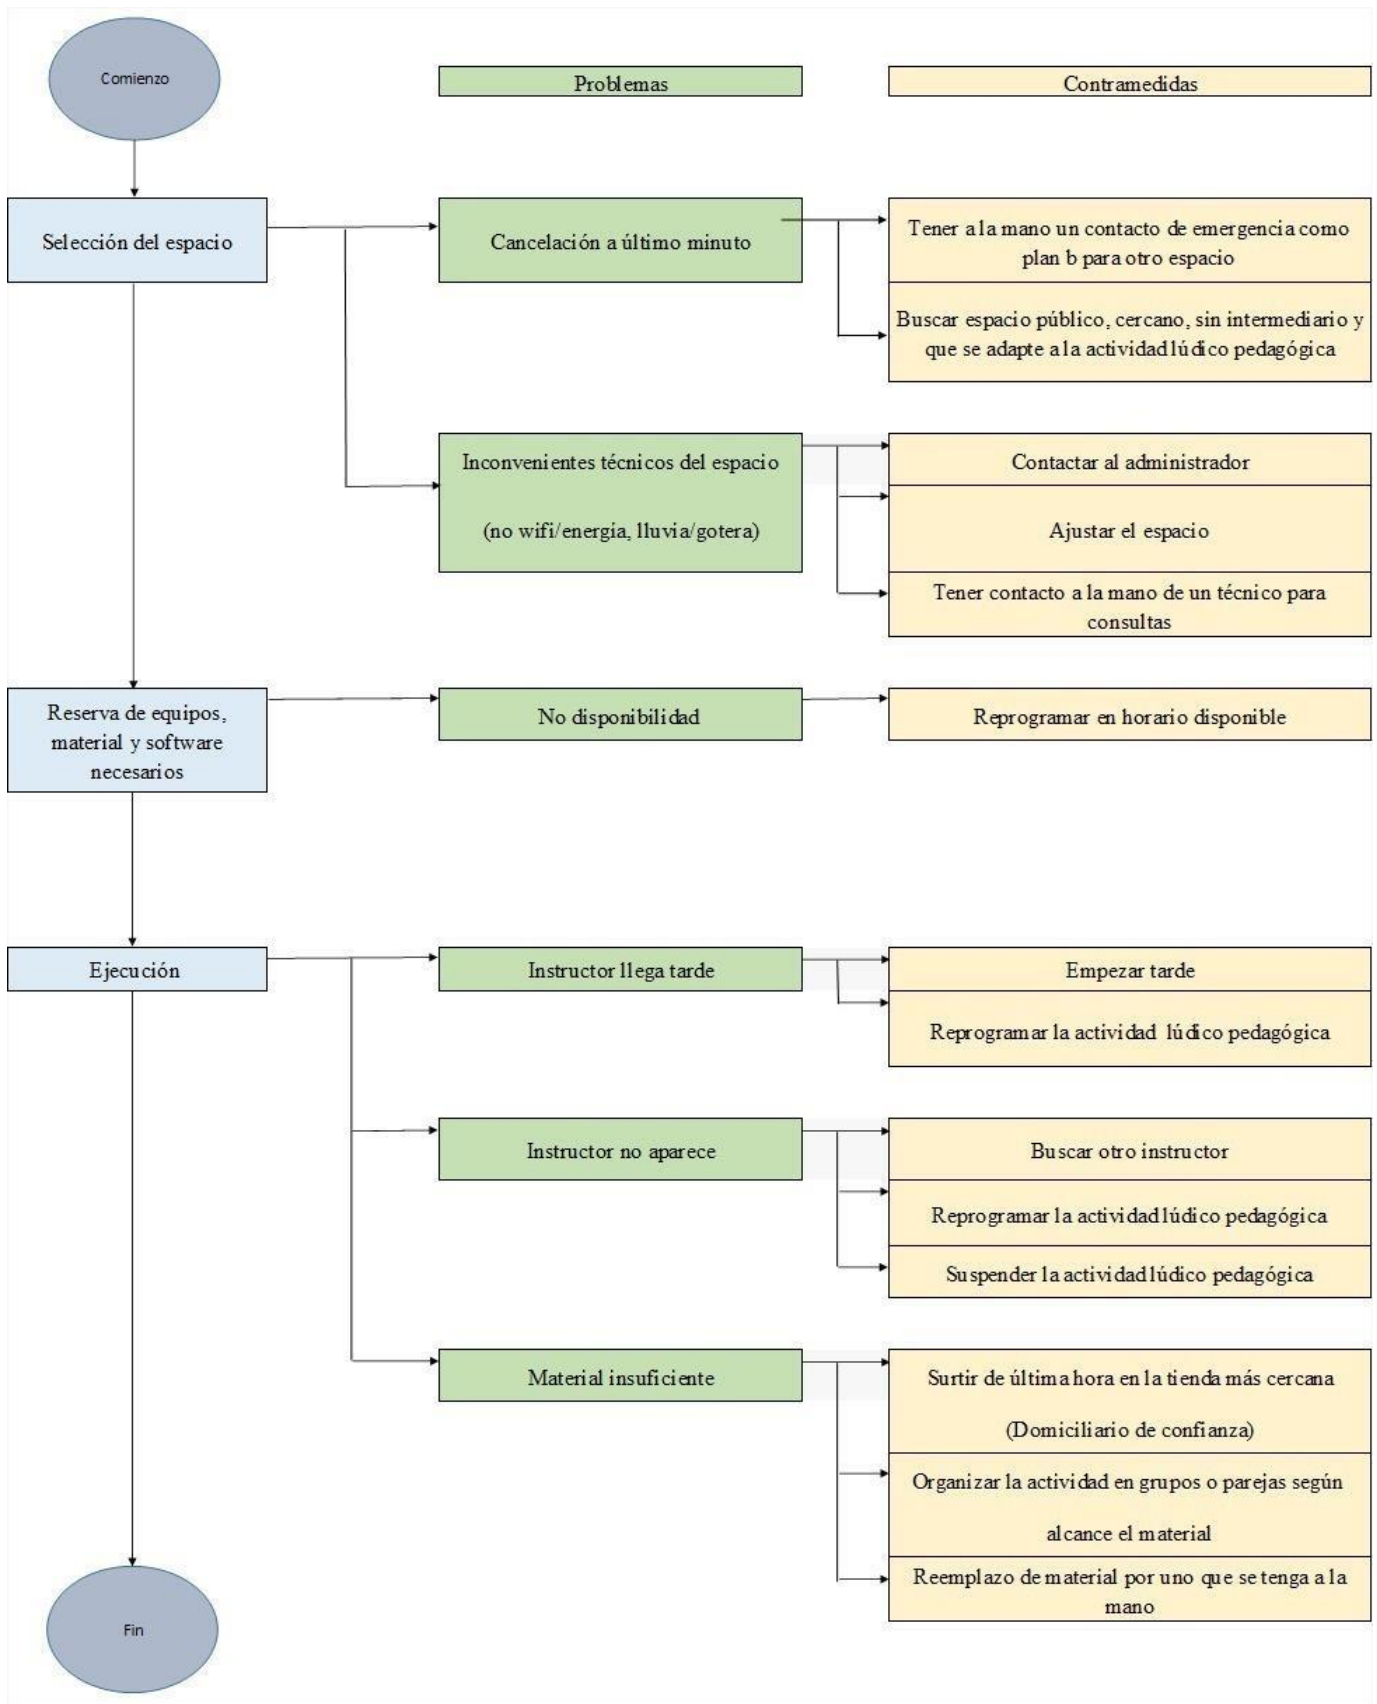 Comienzo
Problemas
Contramedidas
Selección del espacio
Cancelación a último minuto
Tener a la mano un contacto de emergencia como
plan b para otro espacio
Buscar espacio público, cercano, sin intermediario y
que se adapte a la actividad lúdico pedagógica
Inconvenientes técnicos del espacio
(no wifi/energía, lluvia/gotera)
Contactar al administrador
Ajustar el espacio
Tener contacto a la mano de un técnico para
consultas
Reserva de equipos,
material y software
necesarios
No disponibilidad
Reprogramar en horario disponible
Ejecución
Instructor llega tarde
Empezar tarde
Reprogramar la actividad lúdico pedagógica
Instructor no aparece
Buscar otro instructor
Reprogramar la actividad lúdico pedagógica
Suspender la actividad lúdico pedagógica
Material insuficiente
Surtir de última hora en la tienda más cercana
(Domiciliario de confianza)
Organizar la actividad en grupos o parejas según
alcance el material
Reemplazo de material por uno que se tenga a la
mano
Fin